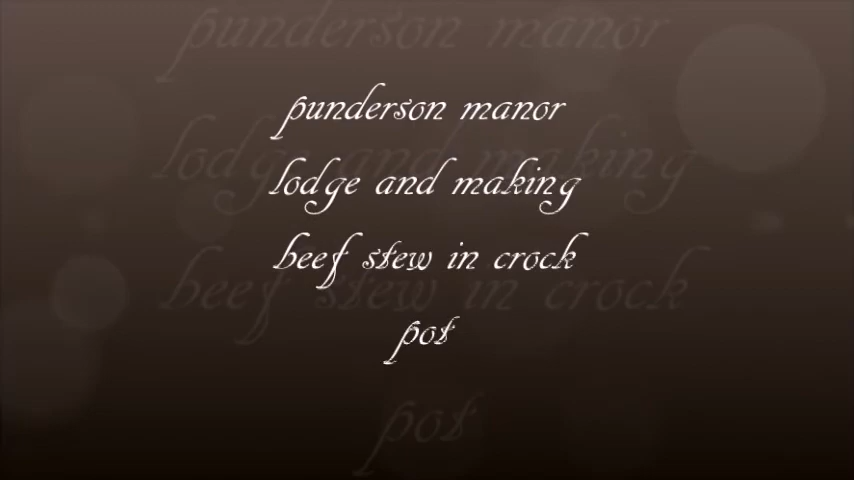 punderson manor
lodge and making
beef stew in crock
pot